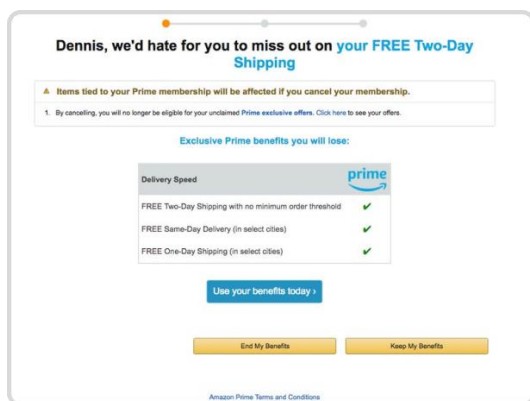 Dennis, we'd hate for you to miss out on your FREE Two-Day
Shipping
Items tied to your Prime membership will be affected if you cancel your membership.
1. By cancelling, you will no longer be eligible for your unclaimed Prime exclusive offers. Click here to see your offers.
Exclusive Prime benefits you will lose:
Delivery Speed prime
FREE Two-Day Shipping with no minimum order threshold ✔
FREE Same-Day Delivery (in select cities) ✔
FREE One-Day Shipping (in select cities) ✔
Use your benefits today ›
End My Benefits Keep My Benefits
Amazon Prime Terms and Conditions